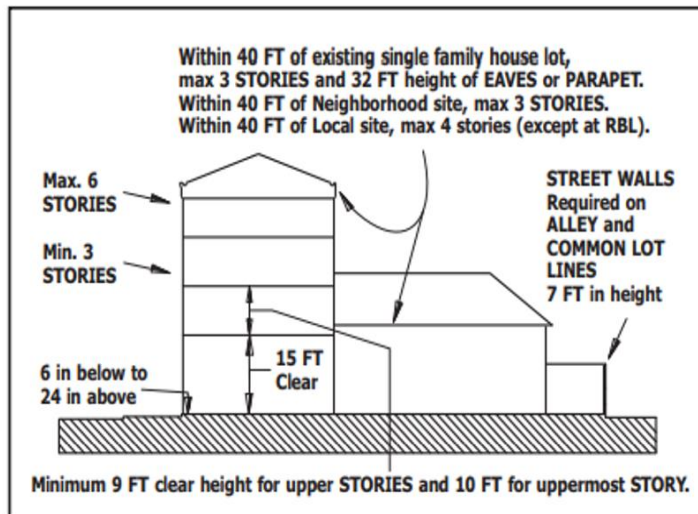 Within 40 FT of existing single family house lot,
max 3 STORIES and 32 FT height of EAVES or PARAPET.
Within 40 FT of Neighborhood site, max 3 STORIES.
Within 40 FT of Local site, max 4 stories (except at RBL).
Max. 6
STORIES
Min. 3
STORIES
STREET WALLS
Required on
ALLEY and
COMMON LOT
LINES
7 FT in height
6 in below to
24 in above
15 FT
Clear
Minimum 9 FT clear height for upper STORIES and 10 FT for uppermost STORY.